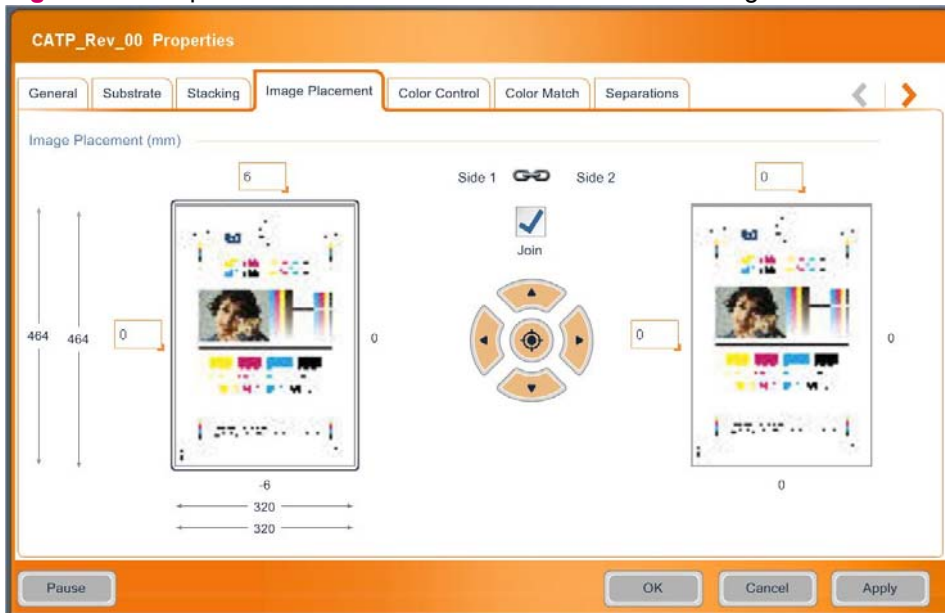 CATP_Rev_00 Properties
General
Substrate
Stacking
Image Placement
Color Control
Color Match
Separations
Image Placement (mm)
6
Side 1
Side 2
0
Join
464
464
0
0
0
0
-6
0
320
320
Pause
OK
Cancel
Apply